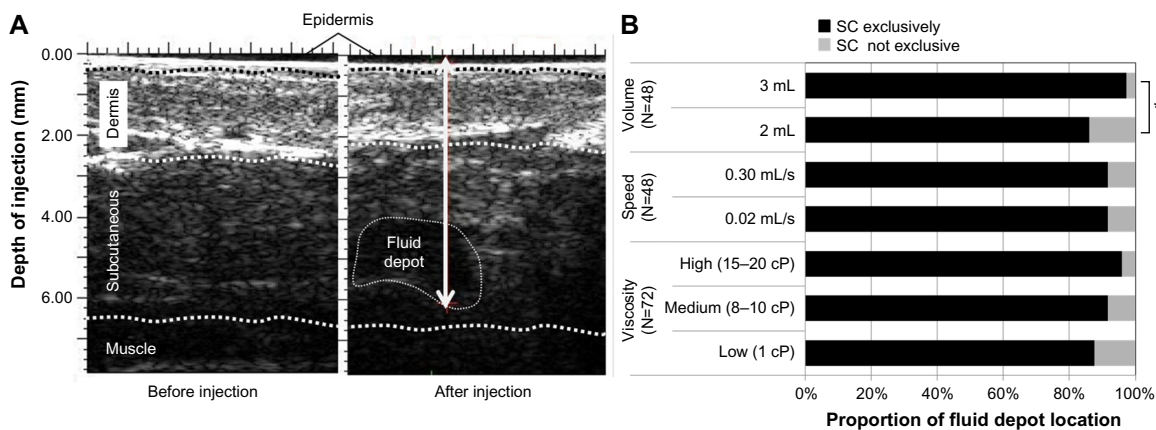 A
Epidermis
0.00
2.00
4.00
6.00
Depth of injection (mm)
Dermis
Subcutaneous
Muscle
Fluid
depot
Before injection
After injection
B
SC exclusively
SC not exclusive
Volume
(N=48)
3 mL
2 mL
Speed
(N=48)
0.30 mL/s
0.02 mL/s
Viscosity
(N=72)
High (15–20 cP)
Medium (8–10 cP)
Low (1 cP)
0% 20% 40% 60% 80% 100%
Proportion of fluid depot location